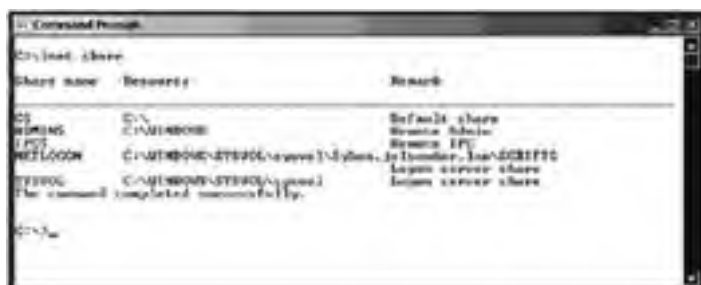 Command Prompt
C:\>net share
Share name Resource Remark
C$ C:\ Default share
ADMIN$ C:\WINDOWS Remote Admin
IPC$ Remote IPC
NETLOGON C:\WINDOWS\SYSVOL\sysvol\
Logon server share
SYSVOL C:\WINDOWS\SYSVOL\sysvol Logon server share
The command completed successfully.
C:\>_